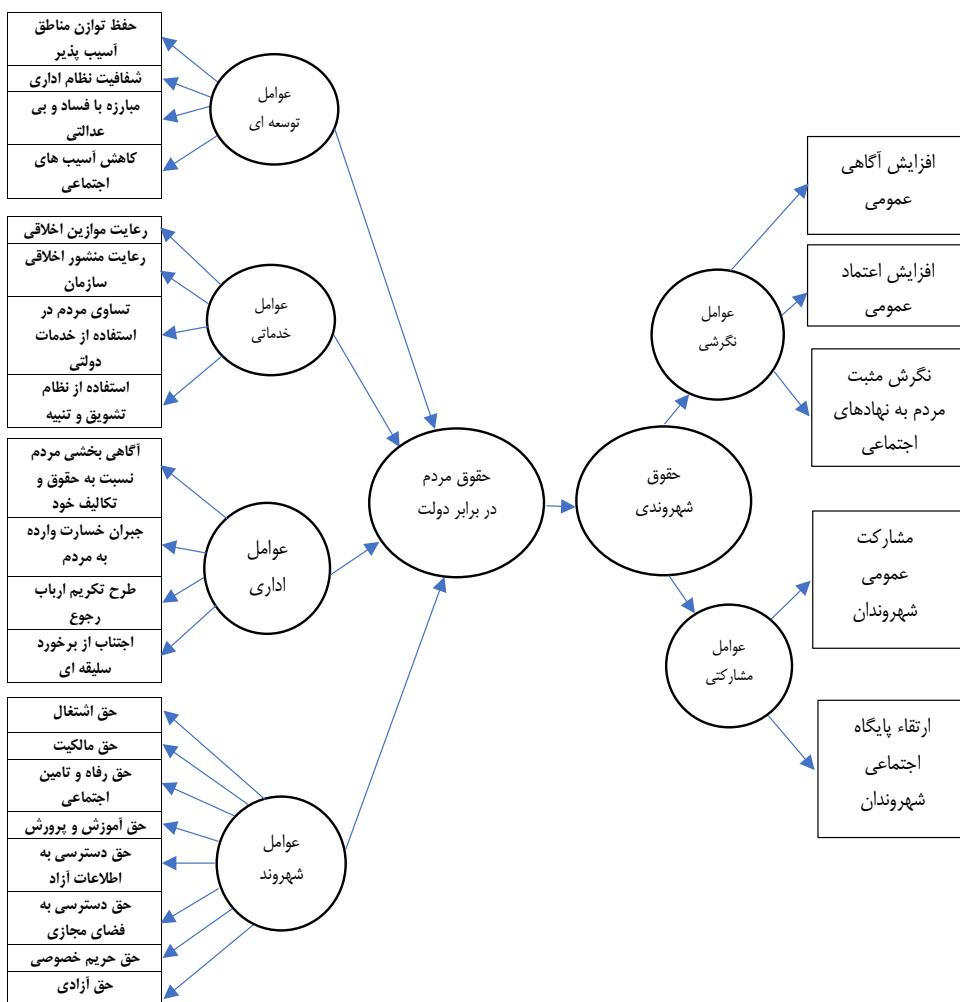 حفظ توازن مناطق
آسیب پذیر
شفافیت نظام اداری
مبارزه با فساد و بی
عدالتی
کاهش آسیب های
اجتماعی
عوامل
توسعه ای
رعایت موازین اخلاقی
رعایت منشور اخلاقی
سازمان
تساوی مردم در
استفاده از خدمات
دولتی
استفاده از نظام
تشویق و تنبیه
عوامل
خدماتی
آگاهی بخشی مردم
نسبت به حقوق و
تکالیف خود
جبران خسارت وارده
به مردم
طرح تکریم ارباب
رجوع
اجتناب از برخورد
سلیقه ای
عوامل
اداری
حق اشتغال
حق مالکیت
حق رفاه و تامین
اجتماعی
حق آموزش و پرورش
حق دسترسی به
اطلاعات آزاد
حق دسترسی به
فضای مجازی
حق حریم خصوصی
حق آزادی
عوامل
شهروند
حقوق مردم
در برابر دولت
حقوق
شهروندی
عوامل
نگرشی
افزایش آگاهی
عمومی
افزایش اعتماد
عمومی
نگرش مثبت
مردم به نهادهای
اجتماعی
عوامل
مشارکتی
مشارکت
عمومی
شهروندان
ارتقاء پایگاه
اجتماعی
شهروندان